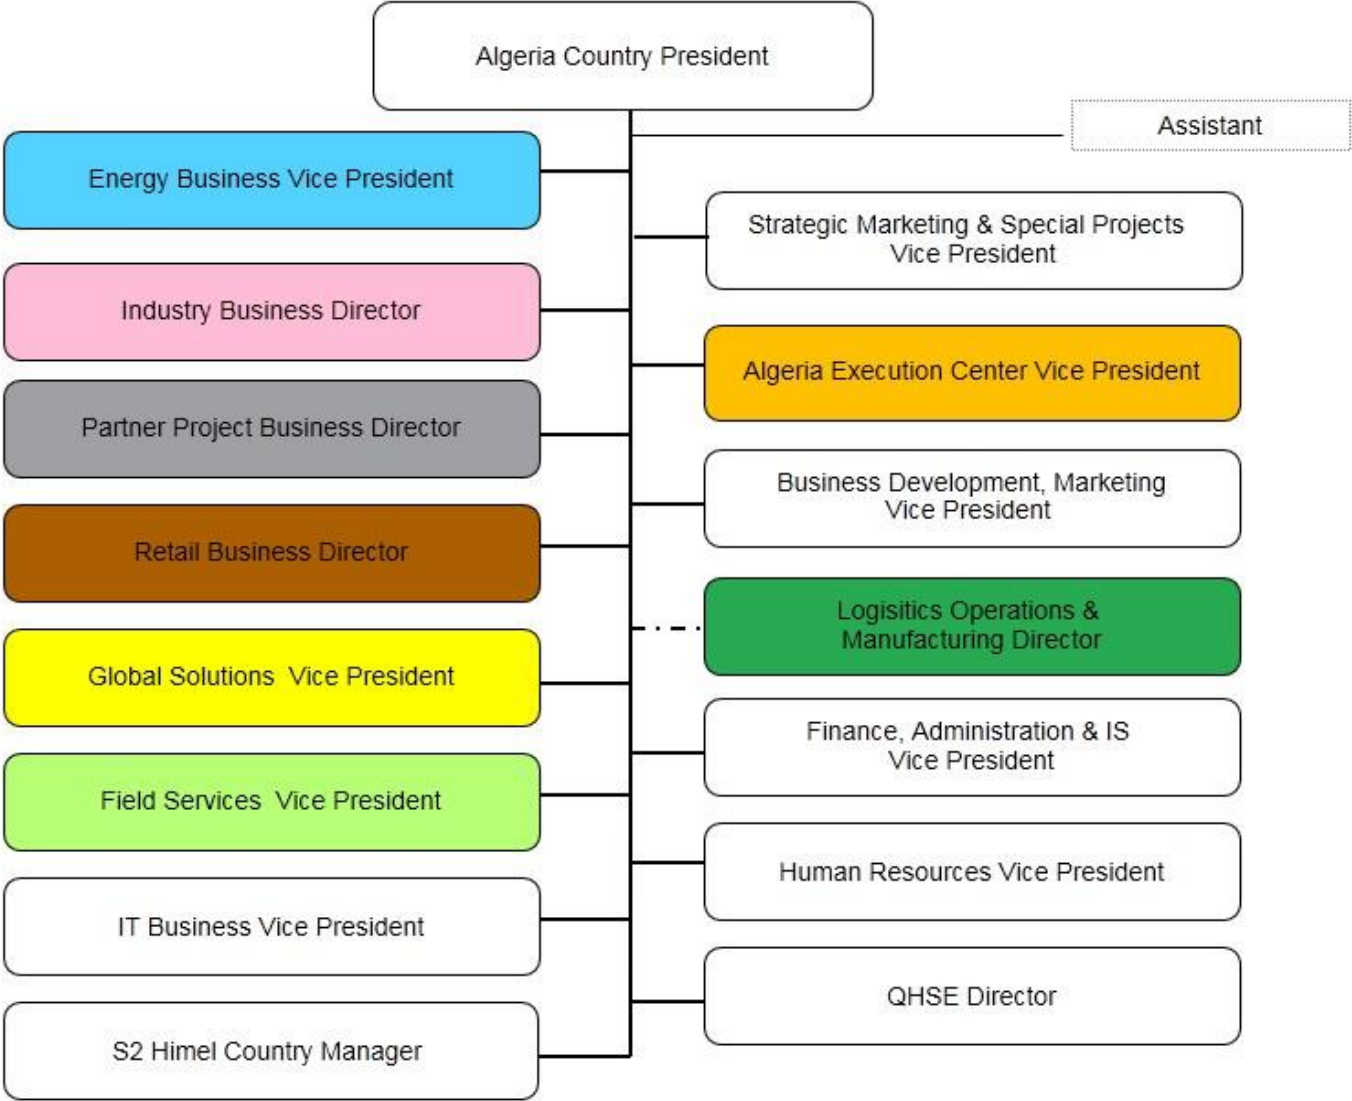 Algeria Country President
Assistant
Energy Business Vice President
Industry Business Director
Partner Project Business Director
Retail Business Director
Global Solutions  Vice President
Field Services  Vice President
IT Business Vice President
S2 Himel Country Manager
Strategic Marketing & Special Projects
Vice President
Algeria Execution Center Vice President
Business Development, Marketing
Vice President
Logisitics Operations &
Manufacturing Director
Finance, Administration & IS
Vice President
Human Resources Vice President
QHSE Director